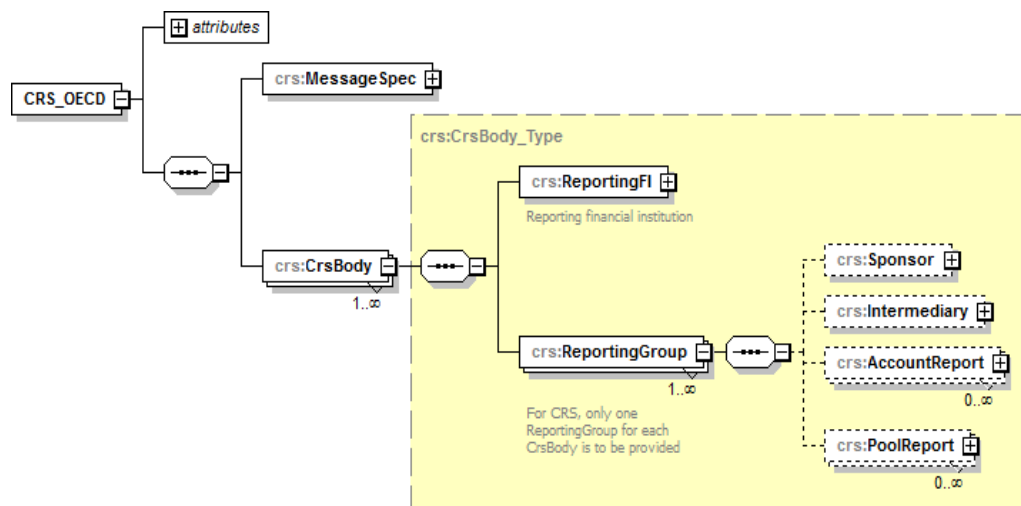 attributes
CRS_OECD
crs:MessageSpec
crs:CrsBody_Type
crs:ReportingFI
Reporting financial institution
crs:CrsBody
1..∞
crs:Sponsor
crs:Intermediary
crs:ReportingGroup
1..∞
crs:AccountReport
0..∞
For CRS, only one
ReportingGroup for each
CrsBody is to be provided
crs:PoolReport
0..∞